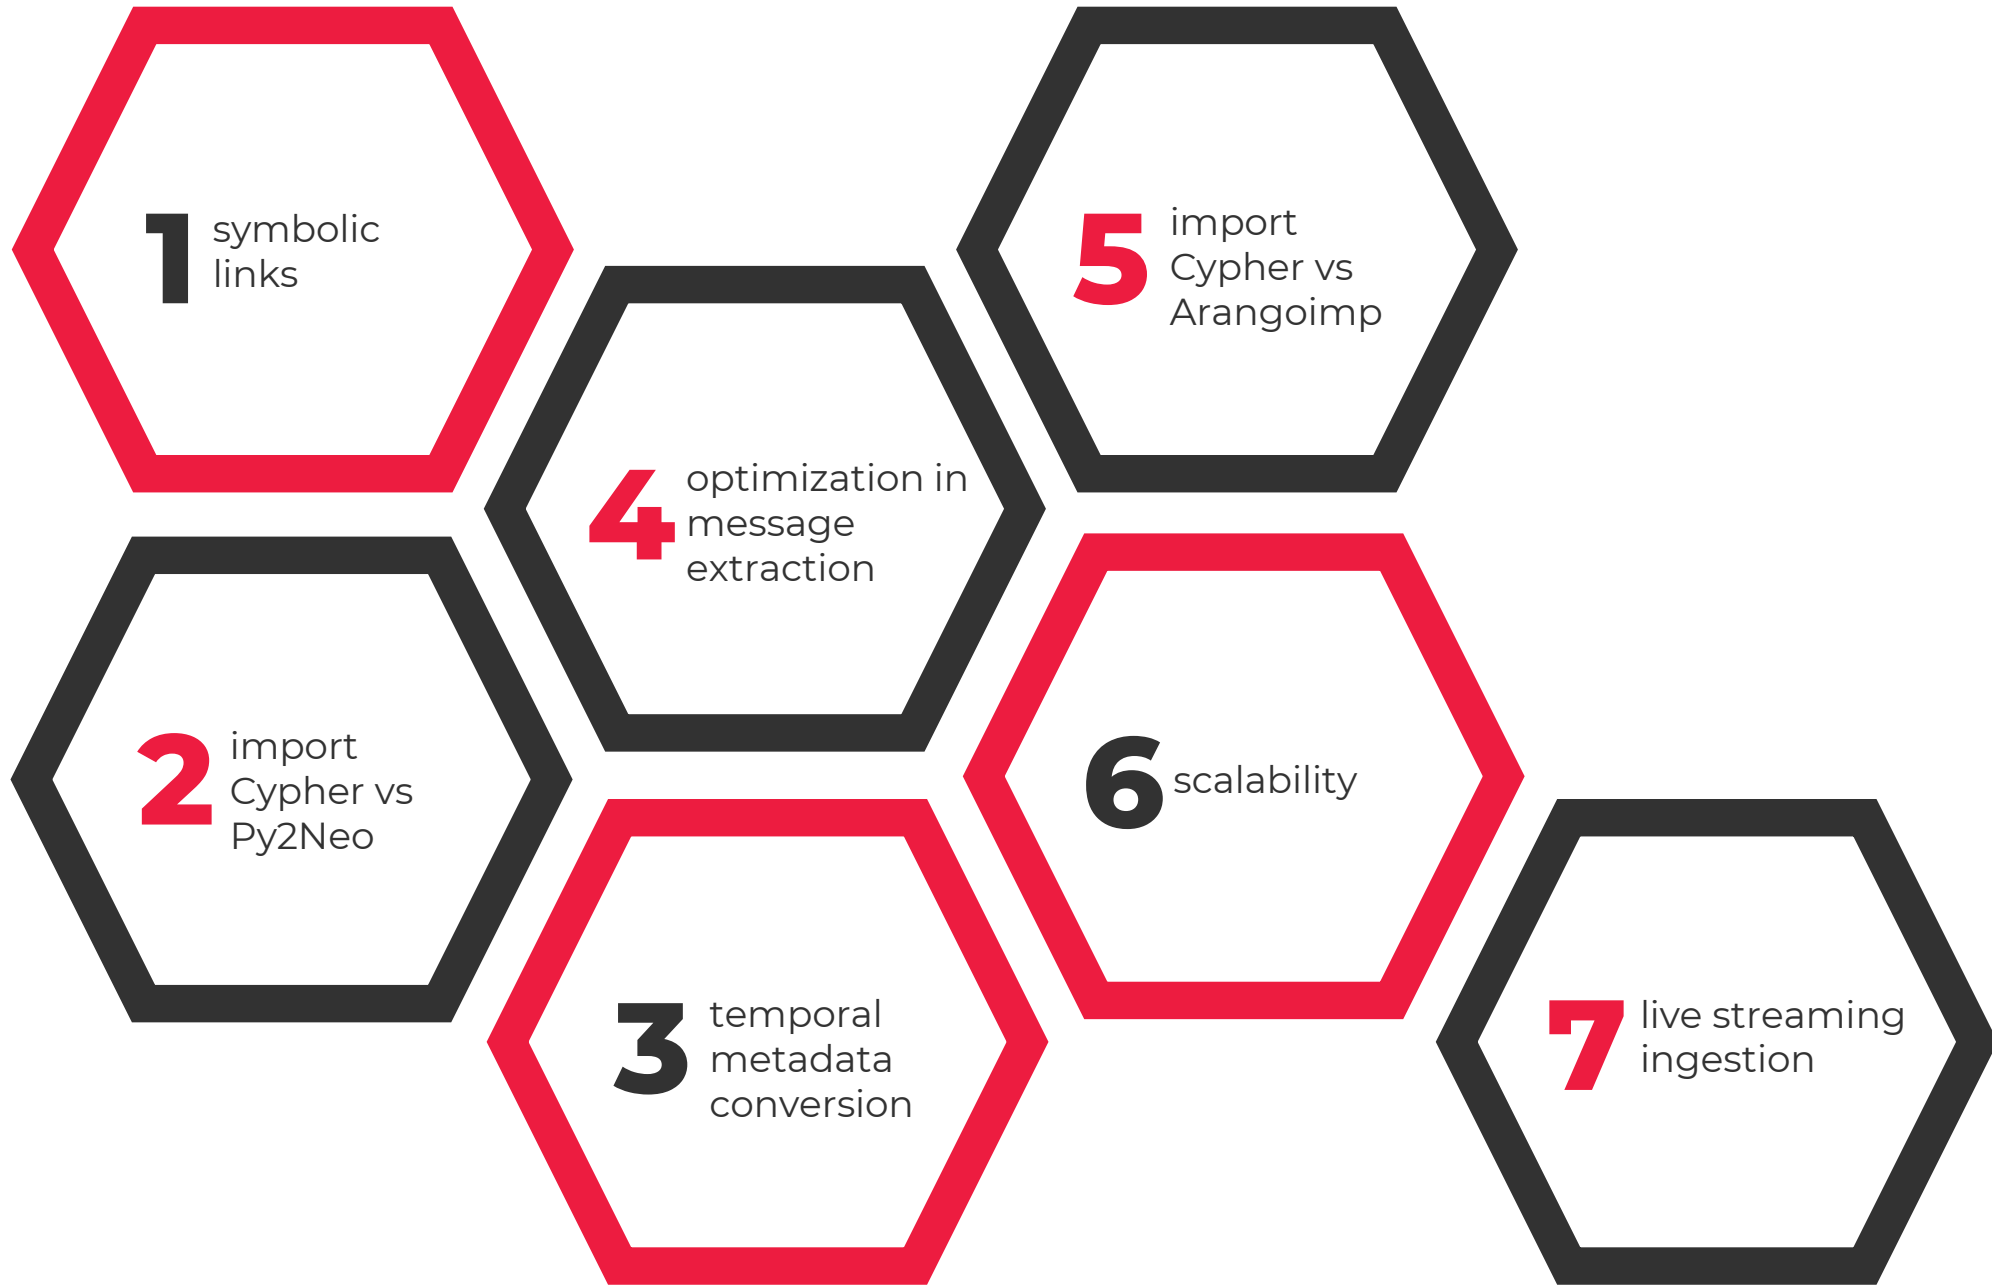 1
symbolic
links
2
import
Cypher vs
Py2Neo
3
temporal
metadata
conversion
4
optimization in
message
extraction
5
import
Cypher vs
Arangoimp
6
scalability
7
live streaming
ingestion